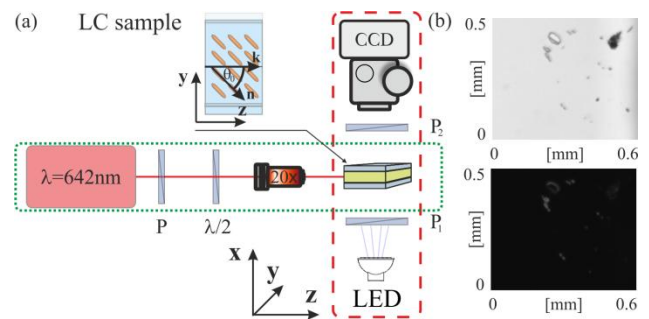 (a)
LC sample
y
z
k
θ₀
n
CCD
P₂
λ=642nm
P
λ/2
20x
P₁
x
y
z
LED
(b)
0.5
[mm]
0
0
[mm]
0.6
0.5
[mm]
0
0
[mm]
0.6